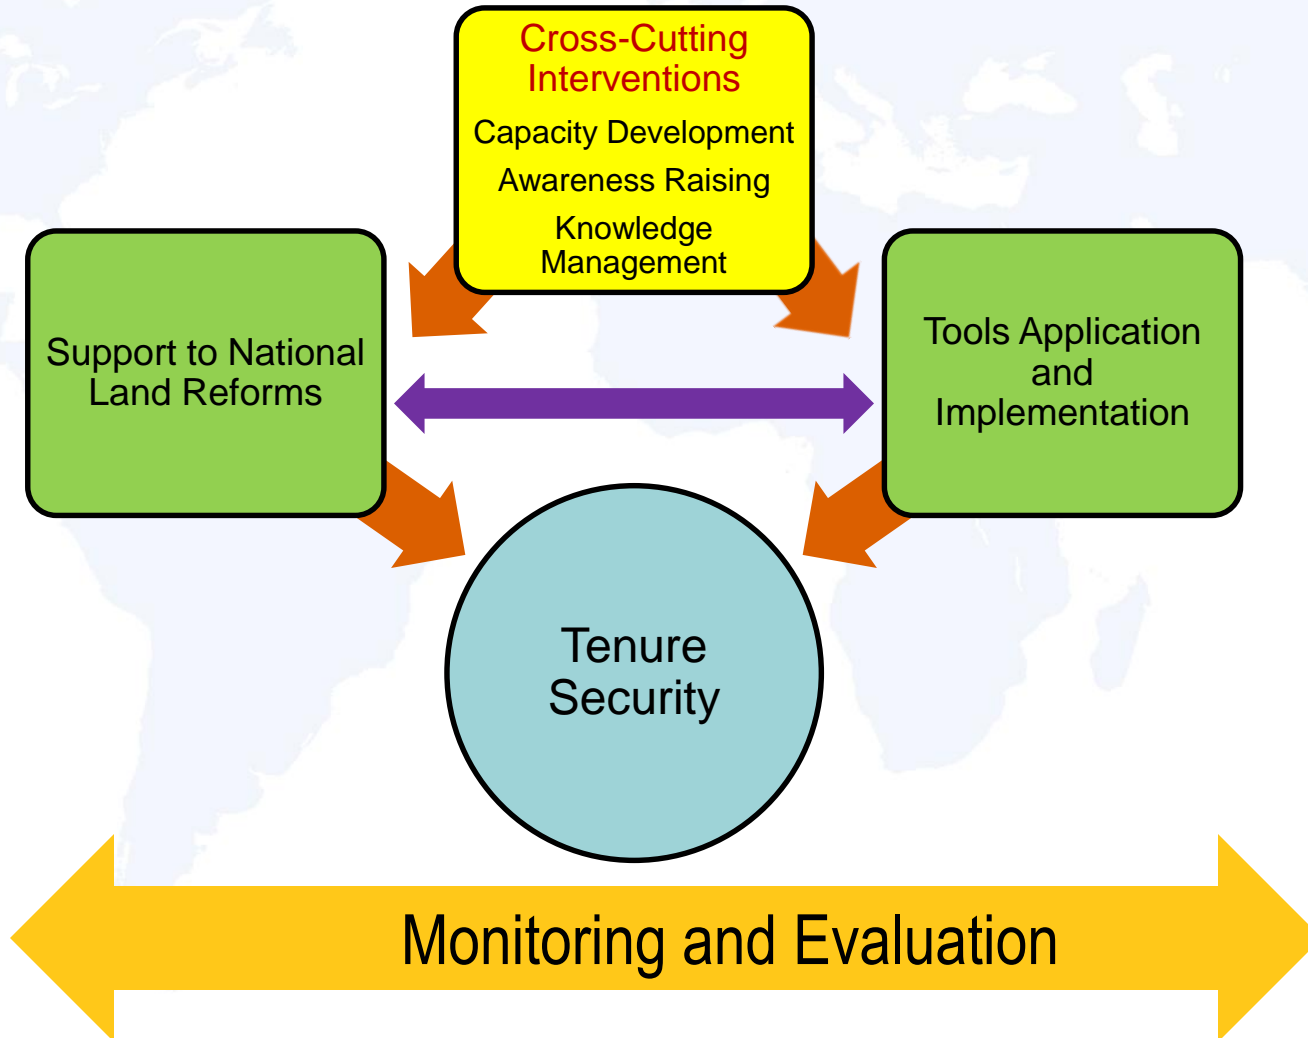 Cross-Cutting
Interventions
Capacity Development
Awareness Raising
Knowledge
Management
Support to National
Land Reforms
Tools Application
and
Implementation
Tenure
Security
Monitoring and Evaluation